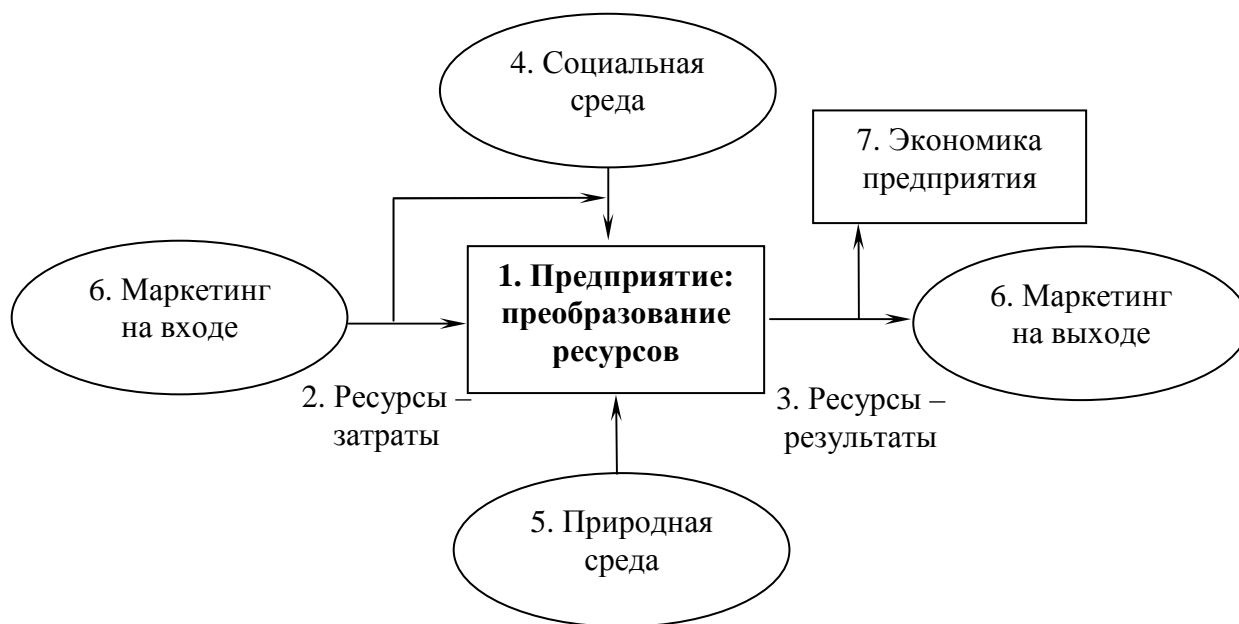 4. Социальная
среда
7. Экономика
предприятия
6. Маркетинг
на входе
1. Предприятие:
преобразование
ресурсов
6. Маркетинг
на выходе
2. Ресурсы –
затраты
3. Ресурсы –
результаты
5. Природная
среда